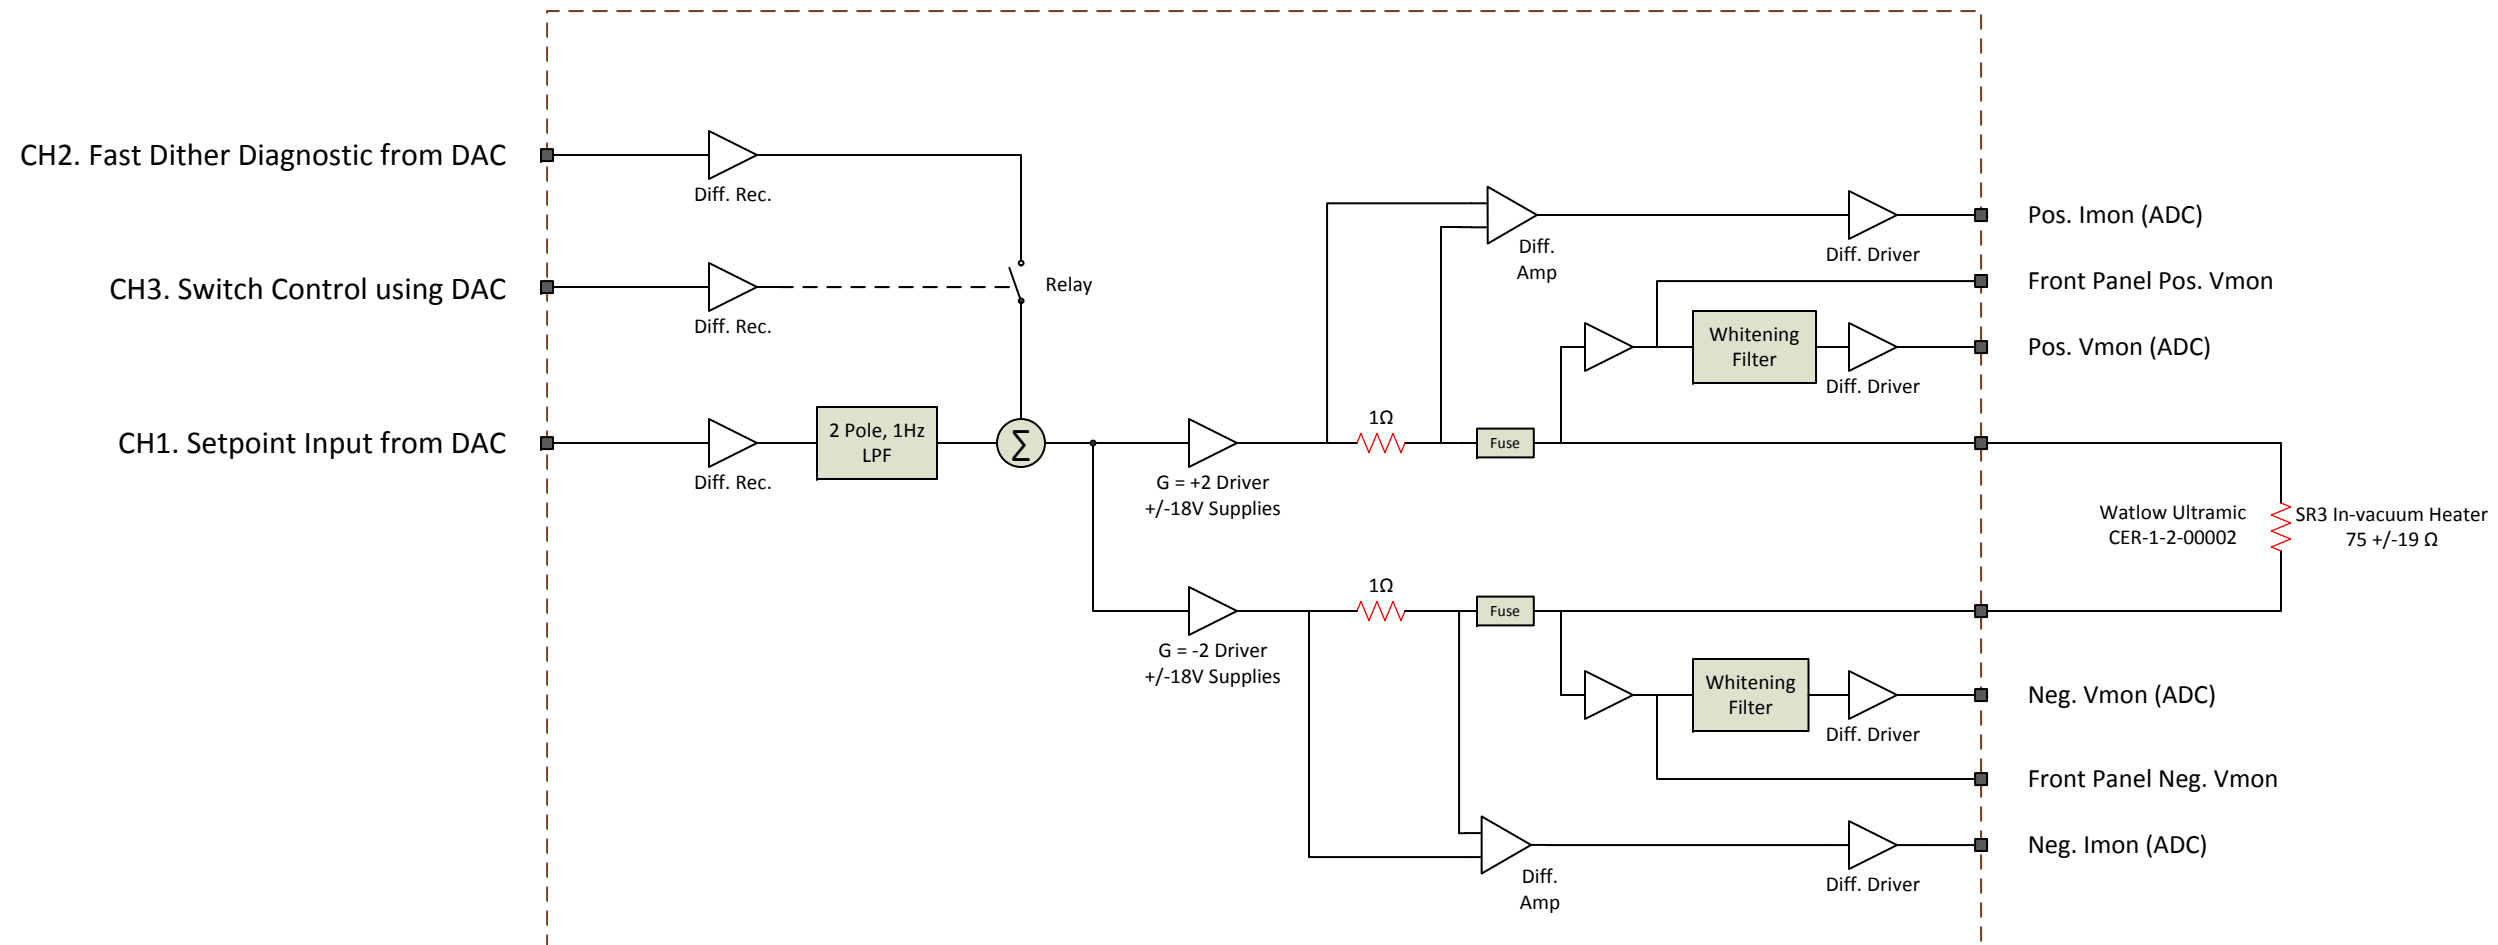 CH2. Fast Dither Diagnostic from DAC
Diff. Rec.
CH3. Switch Control using DAC
Diff. Rec.
Relay
CH1. Setpoint Input from DAC
Diff. Rec.
2 Pole, 1Hz
LPF
∑
G = +2 Driver
+/-18V Supplies
1Ω
Fuse
Diff.
Amp
Diff. Driver
Pos. Imon (ADC)
Front Panel Pos. Vmon
Whitening
Filter
Diff. Driver
Pos. Vmon (ADC)
Watlow Ultramic
CER-1-2-00002
SR3 In-vacuum Heater
75 +/-19 Ω
G = -2 Driver
+/-18V Supplies
1Ω
Fuse
Whitening
Filter
Diff. Driver
Neg. Vmon (ADC)
Front Panel Neg. Vmon
Diff.
Amp
Diff. Driver
Neg. Imon (ADC)